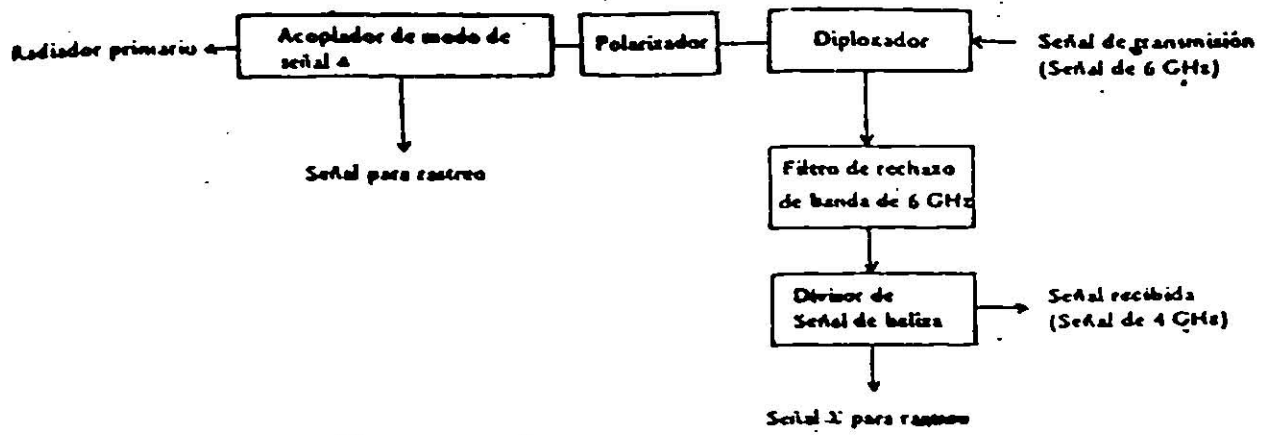 Radiador primario
Acoplador de modo de
señal Δ
Polarizador
Diploxador
Señal de transmisión
(Señal de 6 GHz)
Señal para rastreo
Filtro de rechazo
de banda de 6 GHz
Divisor de
Señal de baliza
Señal recibida
(Señal de 4 GHz)
Señal Σ para rastreo